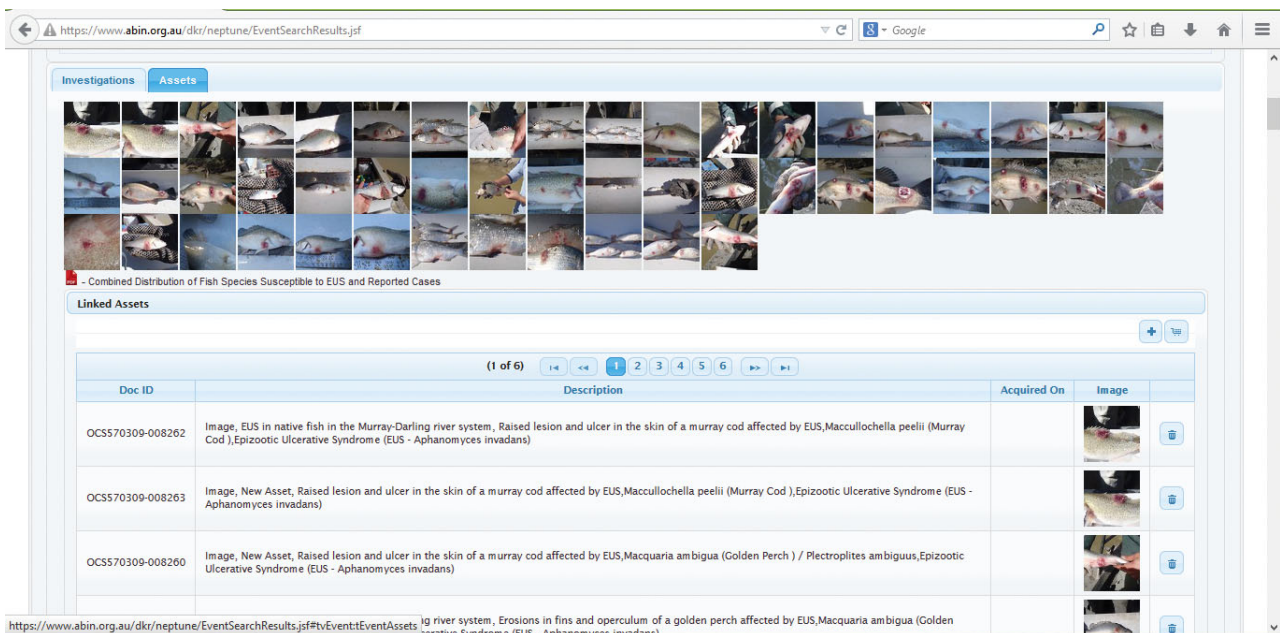 https://www.abin.org.au/dkr/neptune/EventSearchResults.jsf
8 - Google
Investigations
Assets
PDF - Combined Distribution of Fish Species Susceptible to EUS and Reported Cases
Linked Assets
(1 of 6) 1 2 3 4 5 6
Doc ID Description Acquired On Image
OCS570309-008262 Image, EUS in native fish in the Murray-Darling river system, Raised lesion and ulcer in the skin of a murray cod affected by EUS,Maccullochella peelii (Murray
Cod ),Epizootic Ulcerative Syndrome (EUS - Aphanomyces invadans)
OCS570309-008263 Image, New Asset, Raised lesion and ulcer in the skin of a murray cod affected by EUS,Maccullochella peelii (Murray Cod ),Epizootic Ulcerative Syndrome (EUS -
Aphanomyces invadans)
OCS570309-008260 Image, New Asset, Raised lesion and ulcer in the skin of a murray cod affected by EUS,Macquaria ambigua (Golden Perch ) / Plectroplites ambiguus,Epizootic
Ulcerative Syndrome (EUS - Aphanomyces invadans)
river system, Erosions in fins and operculum of a golden perch affected by EUS,Macquaria ambigua (Golden
https://www.abin.org.au/dkr/neptune/EventSearchResults.jsf#tvEvent:tEventAssets
Syndrome (EUS - Aphanomyces invadans)